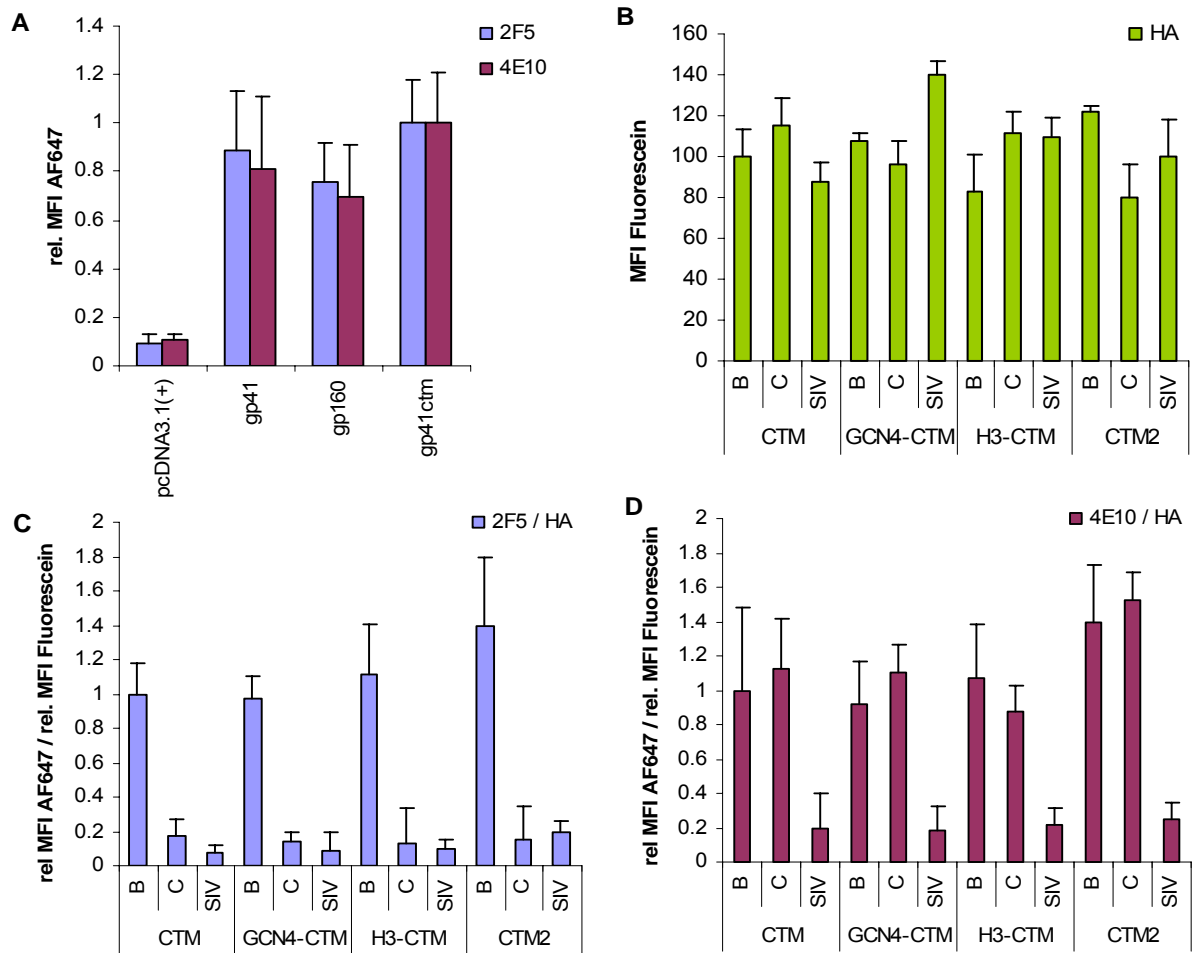 A
2F5
4E10
rel. MFI AF647
1.4
1.2
1
0.8
0.6
0.4
0.2
0
pcDNA3.1(+)
gp41
gp160
gp41ctm
B
HA
MFI Fluorescein
160
140
120
100
80
60
40
20
0
B C SIV B C SIV B C SIV B C SIV
CTM GCN4-CTM H3-CTM CTM2
C
2F5 / HA
rel MFI AF647 / rel. MFI Fluorescein
2
1.8
1.6
1.4
1.2
1
0.8
0.6
0.4
0.2
0
B C SIV B C SIV B C SIV B C SIV
CTM GCN4-CTM H3-CTM CTM2
D
4E10 / HA
rel MFI AF647 / rel. MFI Fluorescein
2
1.8
1.6
1.4
1.2
1
0.8
0.6
0.4
0.2
0
B C SIV B C SIV B C SIV B C SIV
CTM GCN4-CTM H3-CTM CTM2